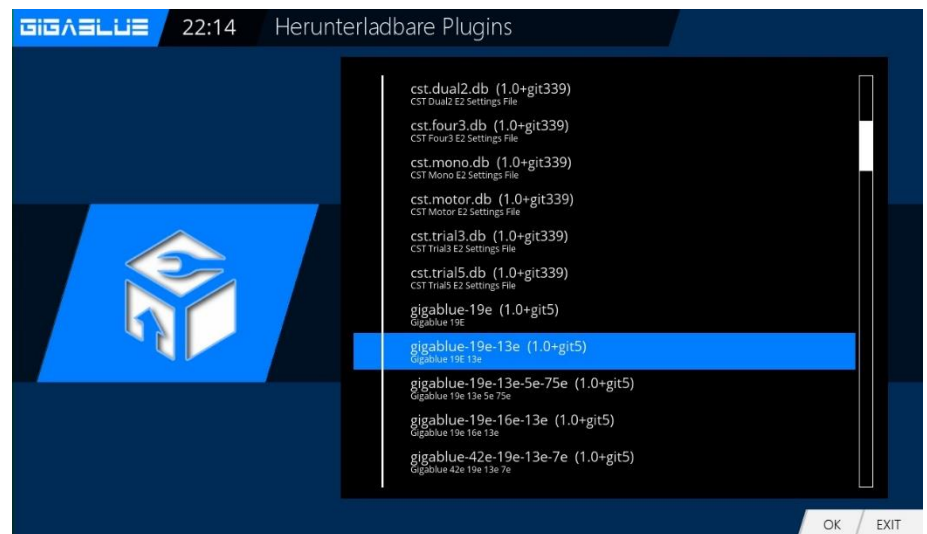 GIGABLUE 22:14 Herunterladbare Plugins
cst.dual2.db (1.0+git339)
CST Dual2 E2 Settings File
cst.four3.db (1.0+git339)
CST Four3 E2 Settings File
cst.mono.db (1.0+git339)
CST Mono E2 Settings File
cst.motor.db (1.0+git339)
CST Motor E2 Settings File
cst.trial3.db (1.0+git339)
CST Trial3 E2 Settings File
cst.trial5.db (1.0+git339)
CST Trial5 E2 Settings File
gigablue-19e (1.0+git5)
Gigablue 19E
gigablue-19e-13e (1.0+git5)
Gigablue 19E 13e
gigablue-19e-13e-5e-75e (1.0+git5)
Gigablue 19e 13e 5e 75e
gigablue-19e-16e-13e (1.0+git5)
Gigablue 19e 16e 13e
gigablue-42e-19e-13e-7e (1.0+git5)
Gigablue 42e 19e 13e 7e
OK EXIT